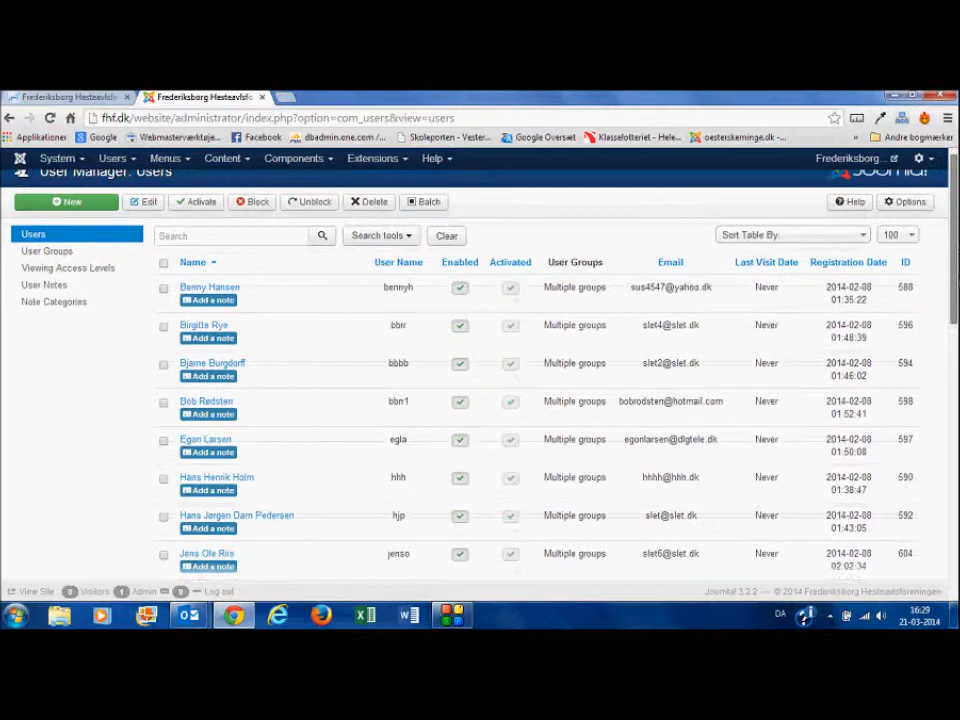 Frederiksborg Hesteavlsfo
Frederiksborg Hesteavlsfo
fhf.dk/website/administrator/index.php?option=com_users&view=users
Applikationer Google Webmasterværktøje... Facebook dbadmin.one.com /... Skoleporten - Vester... Google Oversæt Klasselotteriet - Hele... oesterskerninge.dk -... » Andre bogmærker
System Users Menus Content Components Extensions Help Frederiksborg...
User Manager: Users Joomla!
New Edit Activate Block Unblock Delete Batch Help Options
Users
User Groups
Viewing Access Levels
User Notes
Note Categories
Search Search tools Clear Sort Table By: 100
Name User Name Enabled Activated User Groups Email Last Visit Date Registration Date ID
Benny Hansen bennyh Multiple groups sus4547@yahoo.dk Never 2014-02-08 588
Add a note 01:35:22
Birgitte Rye bbrr Multiple groups slet4@slet.dk Never 2014-02-08 596
Add a note 01:48:39
Bjarne Burgdorff bbbb Multiple groups slet2@slet.dk Never 2014-02-08 594
Add a note 01:46:02
Bob Rødsten bbrr1 Multiple groups bobrodsten@hotmail.com Never 2014-02-08 598
Add a note 01:52:41
Egon Larsen egla Multiple groups egonlarsen@dlgtele.dk Never 2014-02-08 597
Add a note 01:50:08
Hans Henrik Holm hhh Multiple groups hhhh@hhh.dk Never 2014-02-08 590
Add a note 01:38:47
Hans Jørgen Dam Pedersen hjp Multiple groups slet@slet.dk Never 2014-02-08 592
Add a note 01:43:05
Jens Ole Riis jenso Multiple groups slet6@slet.dk Never 2014-02-08 604
Add a note 02:02:34
View Site 0 Visitors 1 Admin 0 Log out Joomla! 3.2.2 — © 2014 Frederiksborg Hesteavlsforeningen
DA 16:29
21-03-2014